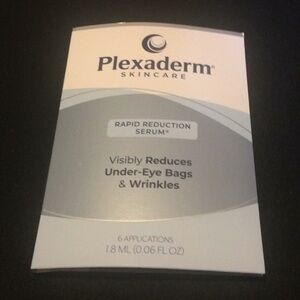 Plexaderm®
SKINCARE
RAPID REDUCTION
SERUM®
Visibly Reduces
Under-Eye Bags
& Wrinkles
6 APPLICATIONS
1.8 ML (0.06 FL OZ)